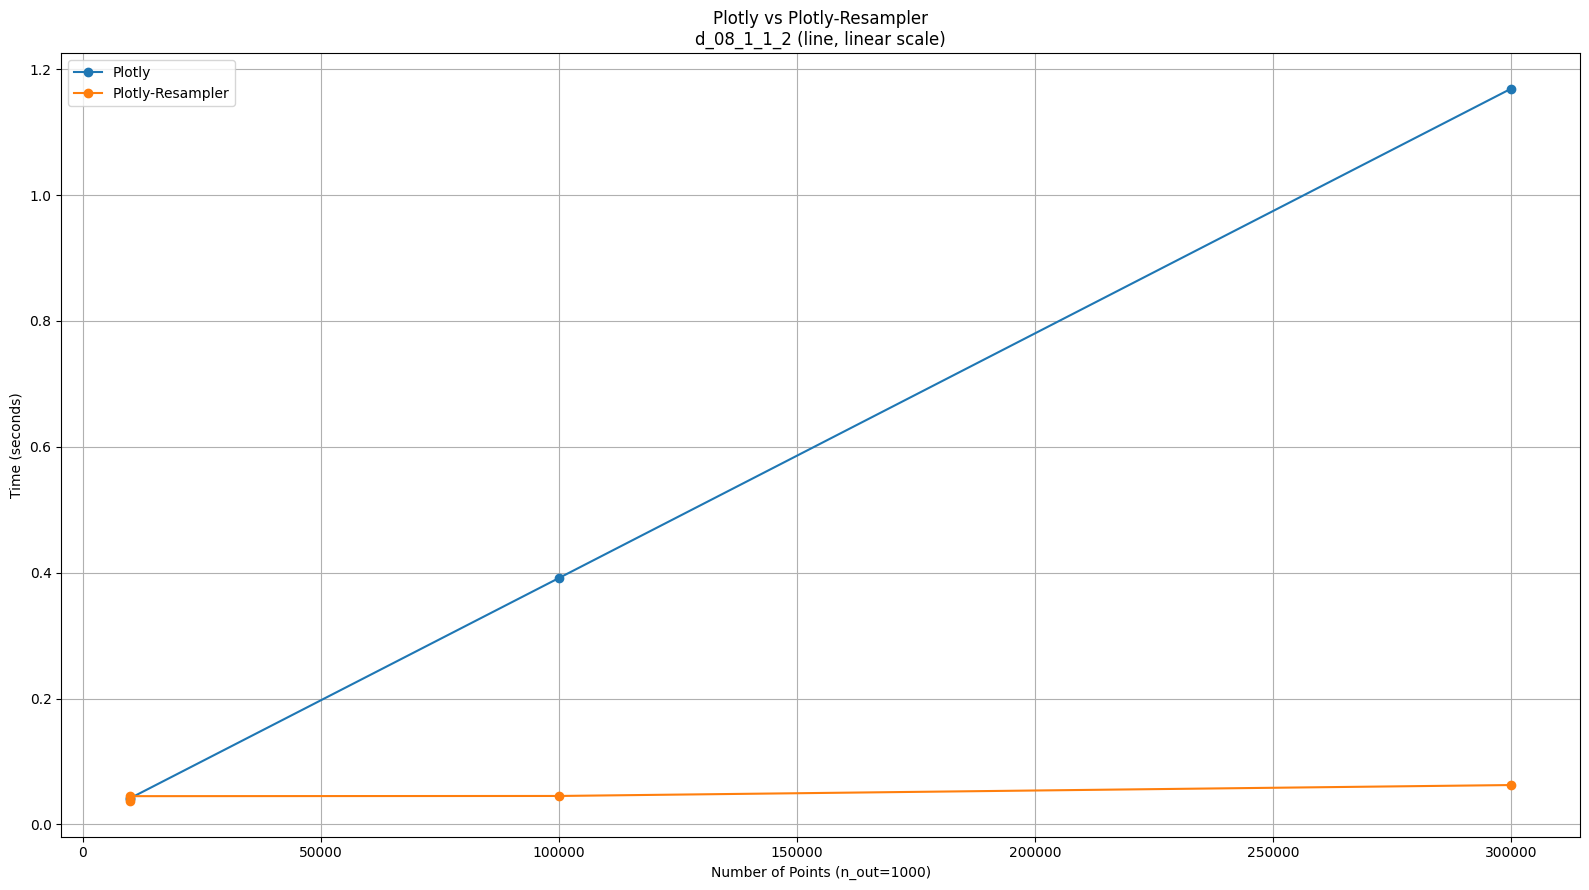 Plotly vs Plotly-Resampler
d_08_1_1_2 (line, linear scale)
Plotly
Plotly-Resampler
1.2
1.0
0.8
0.6
0.4
0.2
0.0
Time (seconds)
0 50000 100000 150000 200000 250000 300000
Number of Points (n_out=1000)